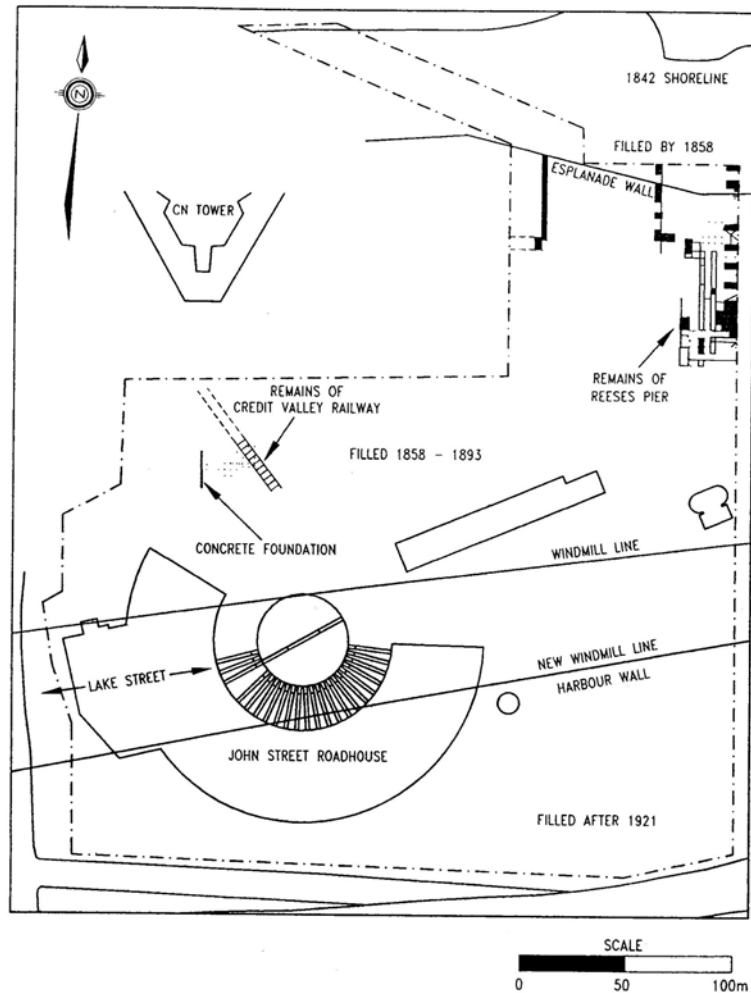 1842 SHORELINE
N
FILLED BY 1858
ESPLANADE WALL
CN TOWER
REMAINS OF
REESES PIER
REMAINS OF
CREDIT VALLEY RAILWAY
FILLED 1858 - 1893
CONCRETE FOUNDATION
WINDMILL LINE
NEW WINDMILL LINE
HARBOUR WALL
LAKE STREET
JOHN STREET ROADHOUSE
FILLED AFTER 1921
SCALE
0 50 100m